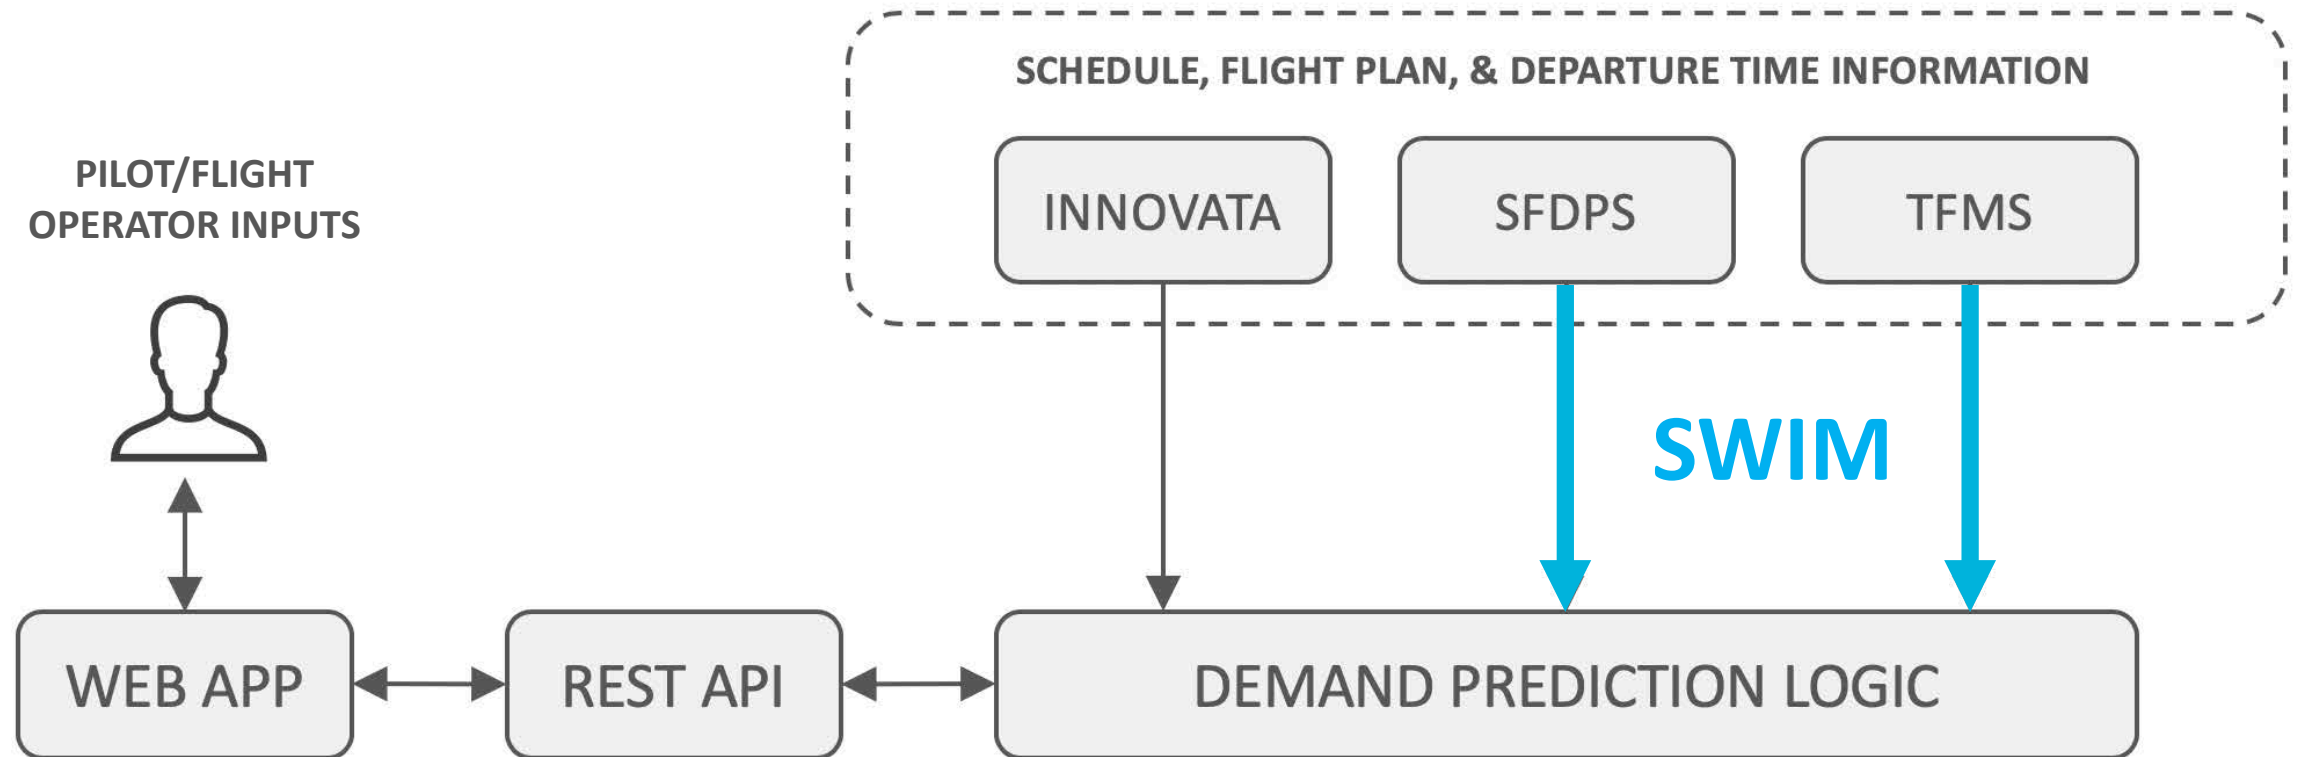 SCHEDULE, FLIGHT PLAN, & DEPARTURE TIME INFORMATION
PILOT/FLIGHT
OPERATOR INPUTS
INNOVATA
SFDPS
TFMS
SWIM
WEB APP
REST API
DEMAND PREDICTION LOGIC